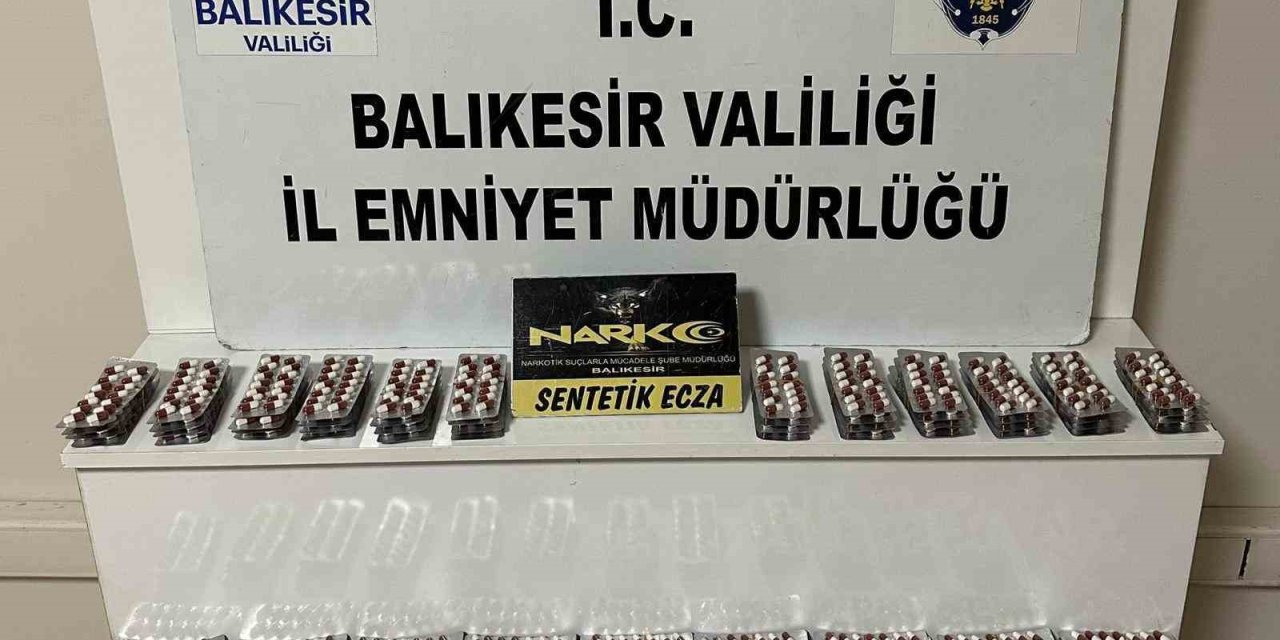 BALIKESİR
VALİLİĞİ
T.C.
1845
BALIKESİR VALİLİĞİ
İL EMNİYET MÜDÜRLÜĞÜ
NARKO
NARKOTİK SUÇLARLA MÜCADELE ŞUBE MÜDÜRLÜĞÜ
BALIKESİR
SENTETİK ECZA